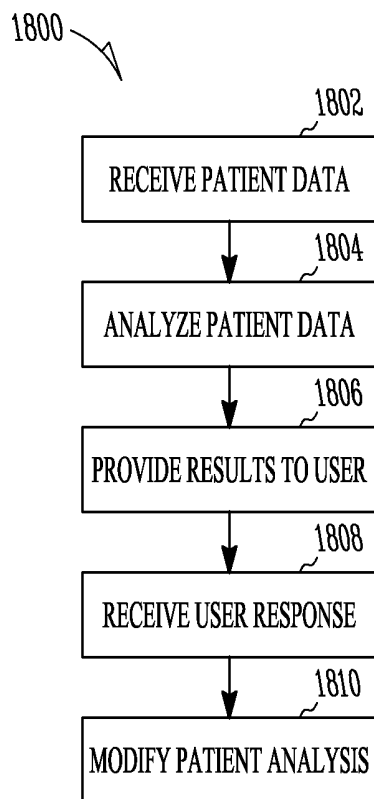 1800
1802
RECEIVE PATIENT DATA
1804
ANALYZE PATIENT DATA
1806
PROVIDE RESULTS TO USER
1808
RECEIVE USER RESPONSE
1810
MODIFY PATIENT ANALYSIS